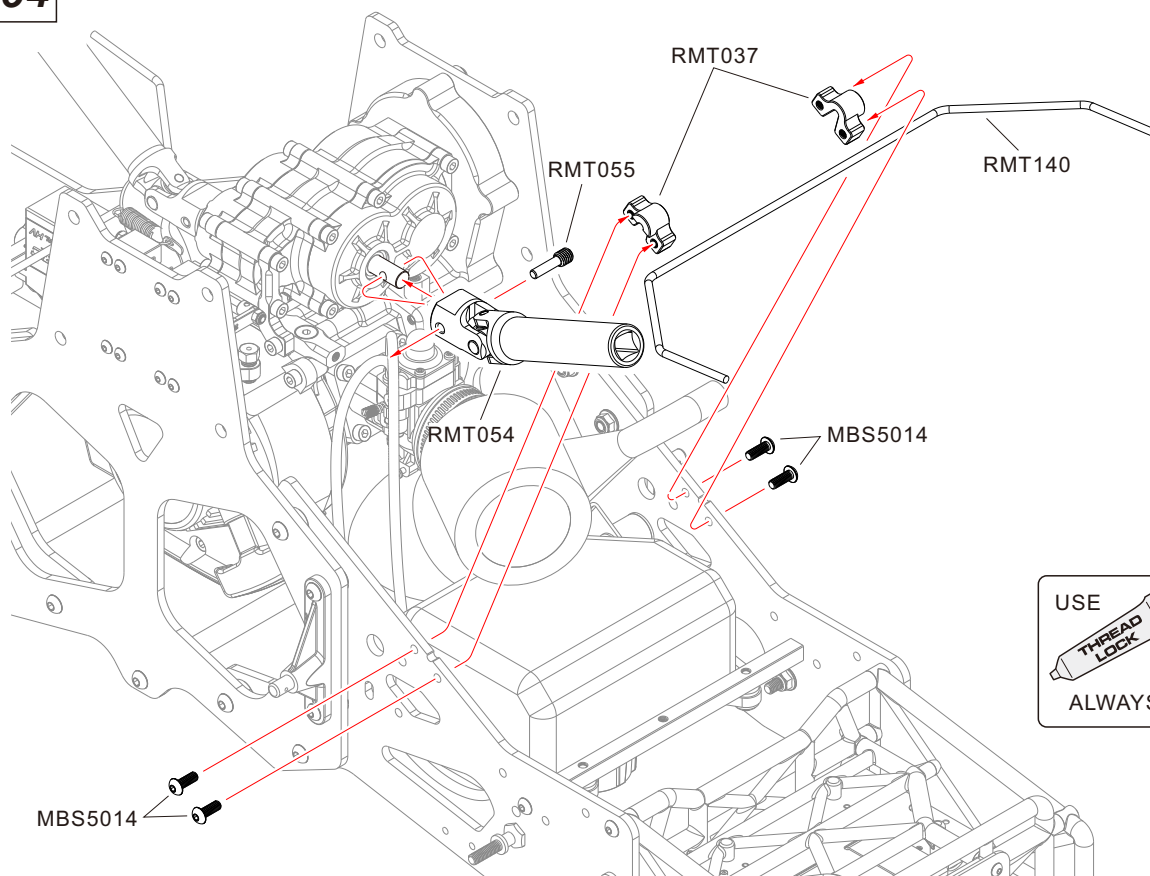 RMT037
RMT140
RMT055
RMT054
MBS5014
USE
THREAD
LOCK
ALWAYS
MBS5014